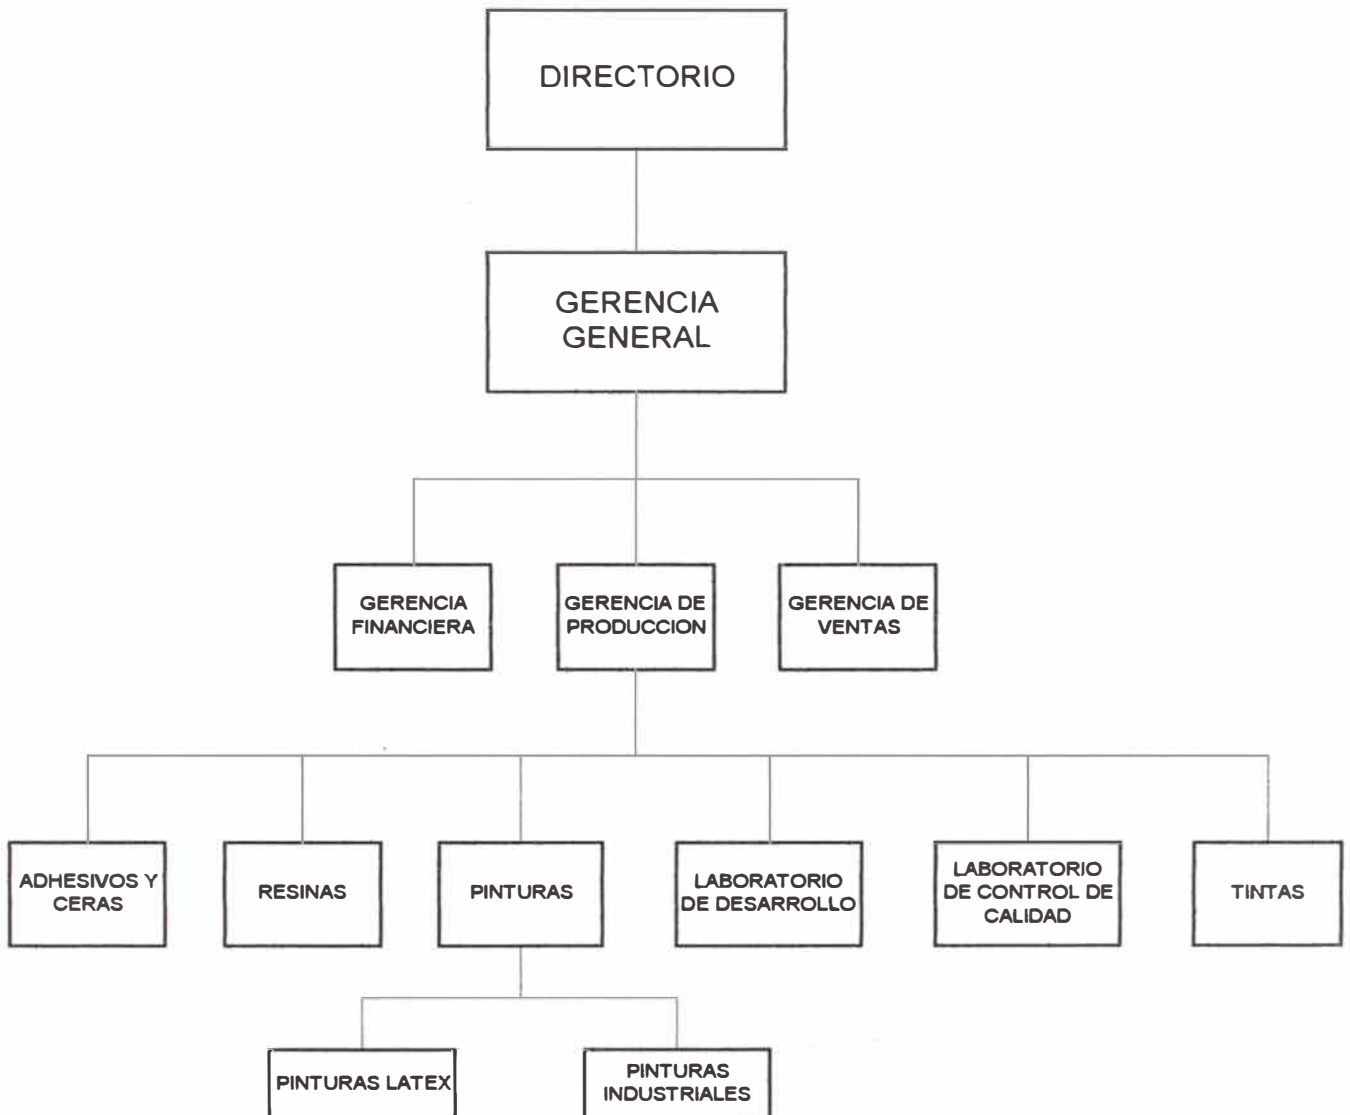 DIRECTORIO
GERENCIA
GENERAL
GERENCIA
FINANCIERA
GERENCIA DE
PRODUCCION
GERENCIA DE
VENTAS
ADHESIVOS Y
CERAS
RESINAS
PINTURAS
LABORATORIO
DE DESARROLLO
LABORATORIO
DE CONTROL DE
CALIDAD
TINTAS
PINTURAS LATEX
PINTURAS
INDUSTRIALES